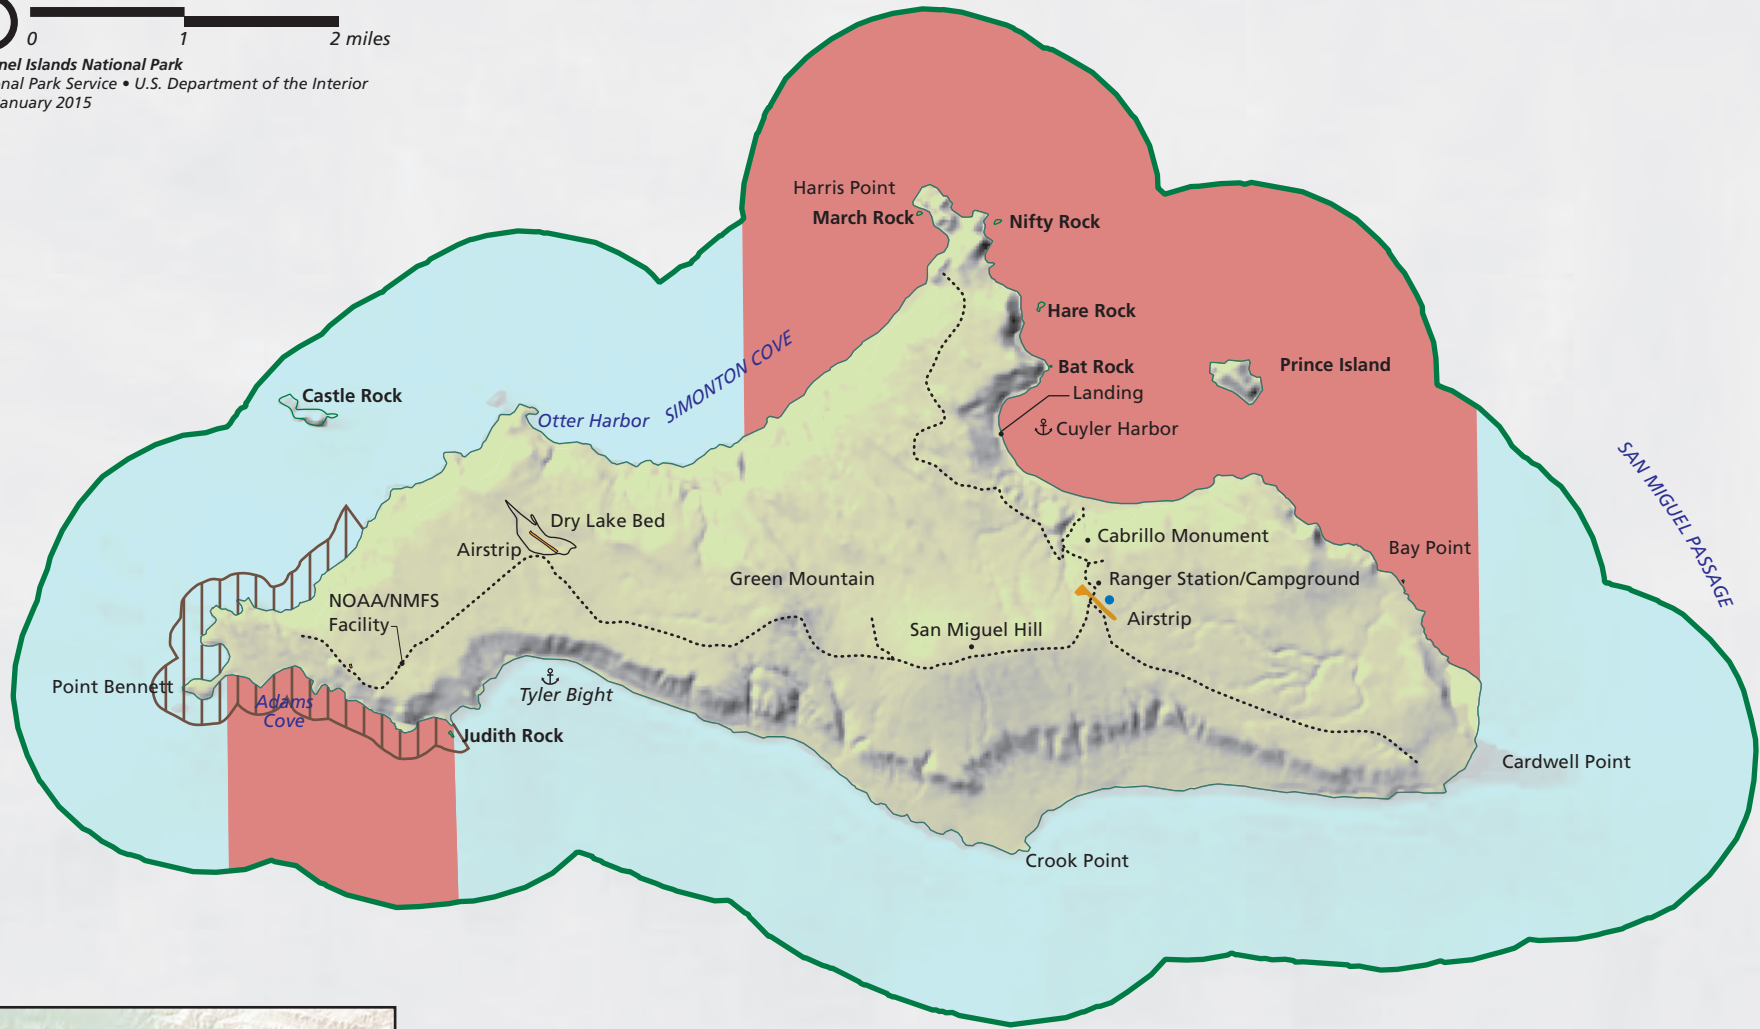 0 1 2 miles
nel Islands National Park
nal Park Service • U.S. Department of the Interior
anuary 2015
Harris Point
March Rock
Nifty Rock
Hare Rock
Bat Rock
Prince Island
Landing
Castle Rock
Otter Harbor
SIMONTON COVE
Cuyler Harbor
SAN MIGUEL PASSAGE
Dry Lake Bed
Airstrip
Cabrillo Monument
Bay Point
Green Mountain
Ranger Station/Campground
NOAA/NMFS
Facility
Airstrip
San Miguel Hill
Point Bennett
Adams
Cove
Tyler Bight
Judith Rock
Cardwell Point
Crook Point